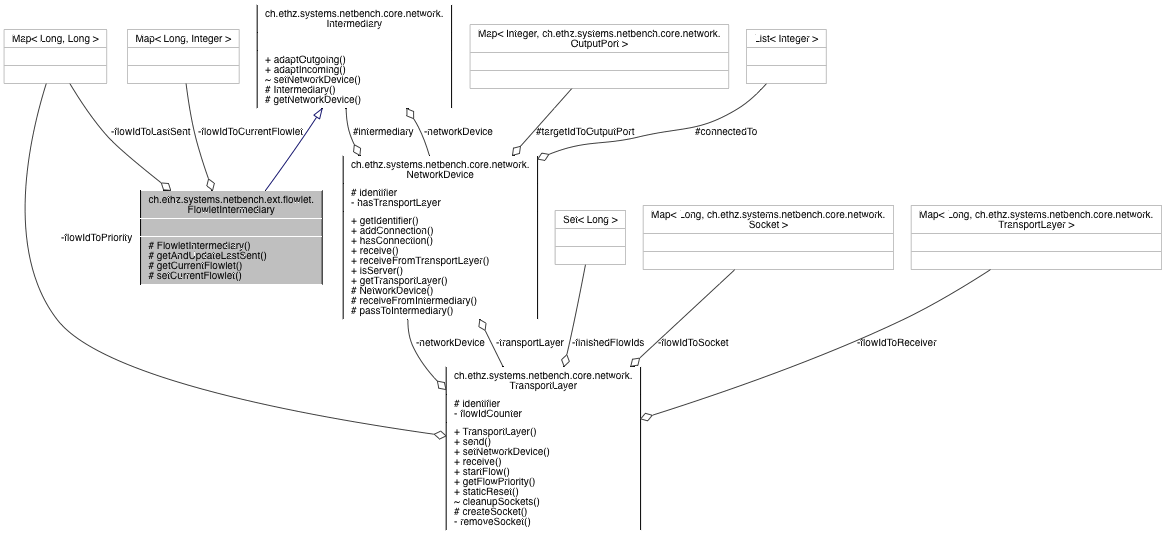 ch.ethz.systems.netbench.core.network.
Intermediary
+ adaptOutgoing()
+ adaptIncoming()
~ setNetworkDevice()
# Intermediary()
# getNetworkDevice()
Map< Long, Long >
Map< Long, Integer >
Map< Integer, ch.ethz.systems.netbench.core.network.
OutputPort >
List< Integer >
-flowIdToLastSent
-flowIdToCurrentFlowlet
#intermediary
-networkDevice
#targetIdToOutputPort
#connectedTo
ch.ethz.systems.netbench.ext.flowlet.
FlowletIntermediary
# FlowletIntermediary()
# getAndUpdateLastSent()
# getCurrentFlowlet()
# setCurrentFlowlet()
-flowIdToPriority
ch.ethz.systems.netbench.core.network.
NetworkDevice
# identifier
- hasTransportLayer
+ getIdentifier()
+ addConnection()
+ hasConnection()
+ receive()
+ receiveFromTransportLayer()
+ isServer()
+ getTransportLayer()
# NetworkDevice()
# receiveFromIntermediary()
# passToIntermediary()
Set< Long >
Map< Long, ch.ethz.systems.netbench.core.network.
Socket >
Map< Long, ch.ethz.systems.netbench.core.network.
TransportLayer >
-networkDevice
-transportLayer
-finishedFlowIds
-flowIdToSocket
-flowIdToReceiver
ch.ethz.systems.netbench.core.network.
TransportLayer
# identifier
- flowIdCounter
+ TransportLayer()
+ send()
+ setNetworkDevice()
+ receive()
+ startFlow()
+ getFlowPriority()
+ staticReset()
~ cleanupSockets()
# createSocket()
- removeSocket()